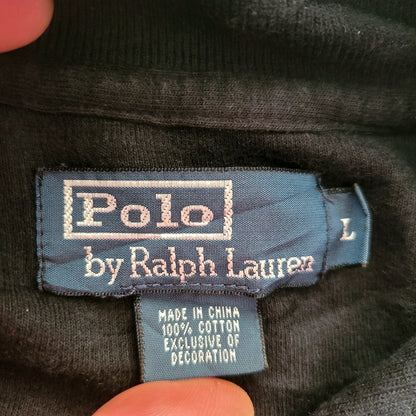 Polo
by Ralph Lauren
L
MADE IN CHINA
100% COTTON
EXCLUSIVE OF
DECORATION